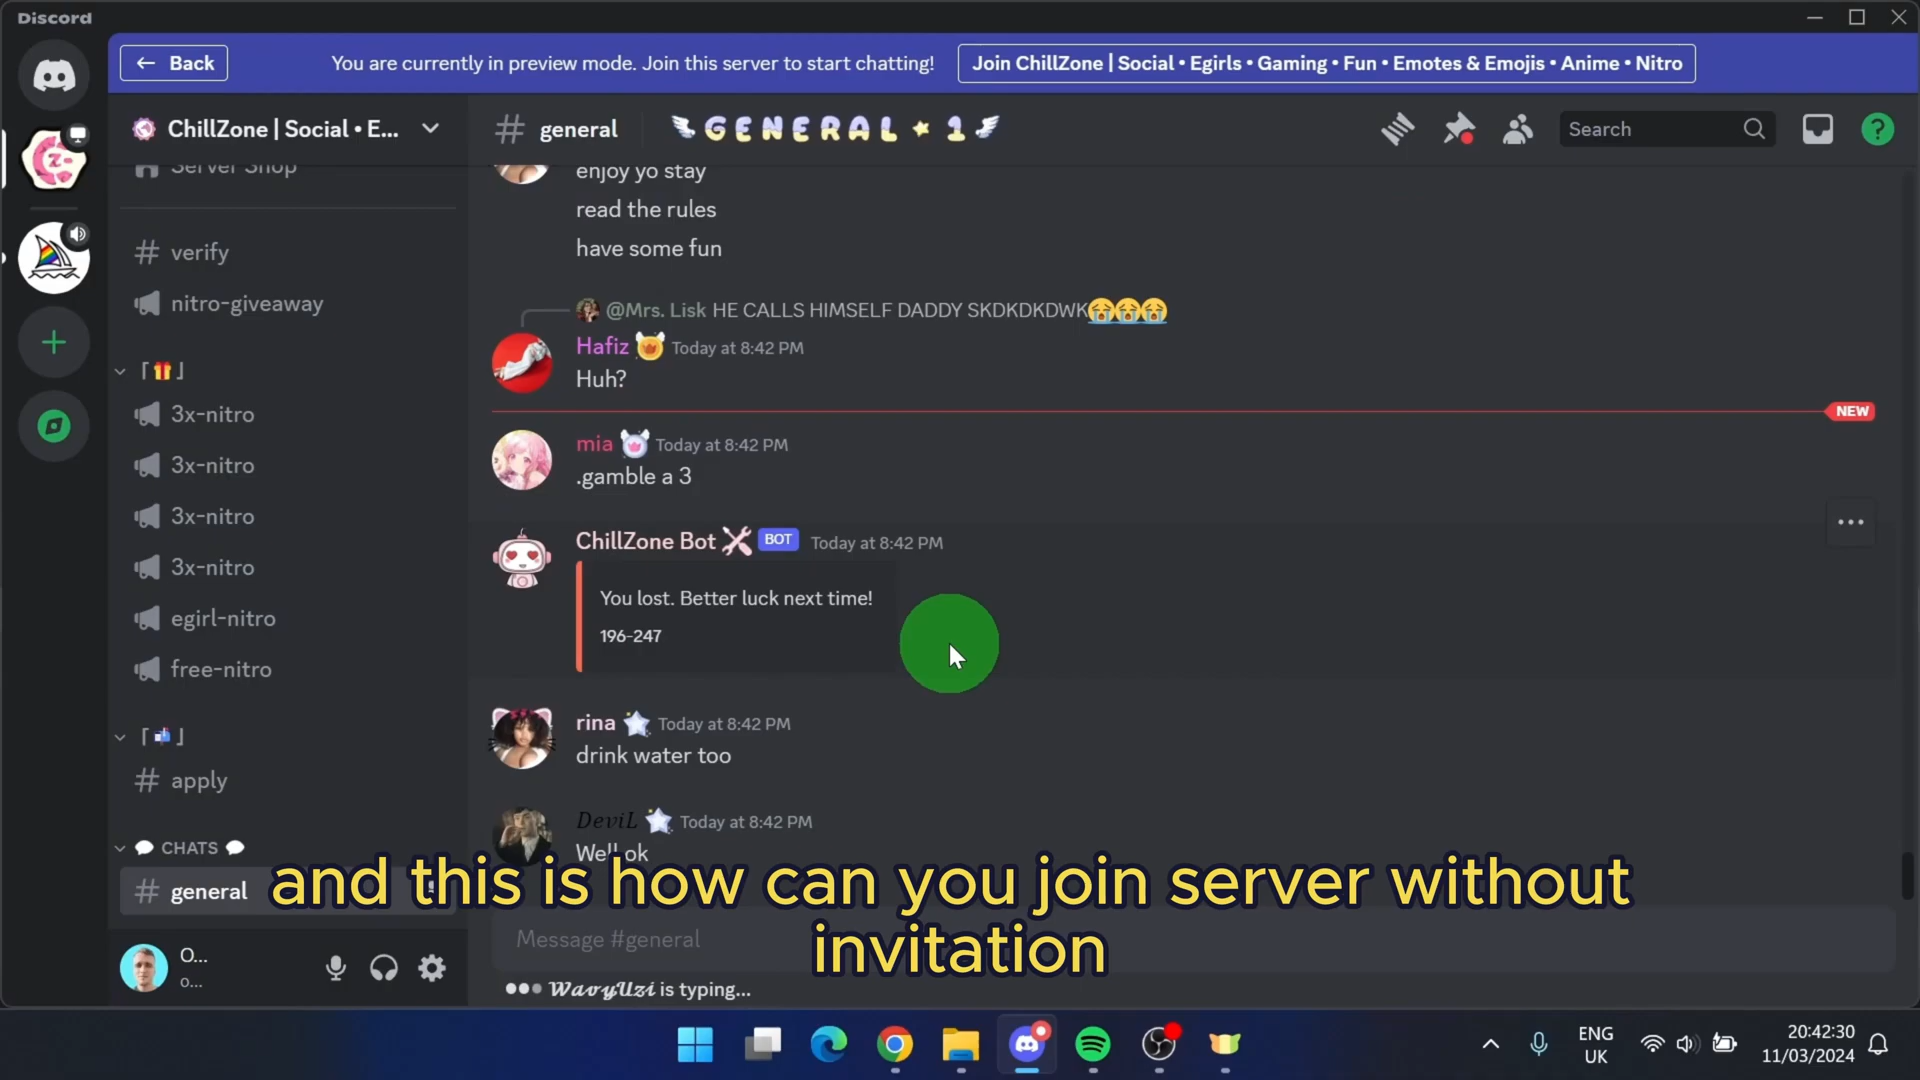 Discord
Back
You are currently in preview mode. Join this server to start chatting!
Join ChillZone | Social • Egirls • Gaming • Fun • Emotes & Emojis • Anime • Nitro
ChillZone | Social • E...
general
GENERAL 1
Search
Server Shop
verify
nitro-giveaway
3x-nitro
3x-nitro
3x-nitro
3x-nitro
egirl-nitro
free-nitro
apply
CHATS
general
O...
o...
enjoy yo stay
read the rules
have some fun
@Mrs. Lisk HE CALLS HIMSELF DADDY SKDKDKDWK😭😭😭
Hafiz Today at 8:42 PM
Huh?
NEW
mia Today at 8:42 PM
.gamble a 3
ChillZone Bot BOT Today at 8:42 PM
You lost. Better luck next time!
196-247
rina Today at 8:42 PM
drink water too
DeviL Today at 8:42 PM
Well ok
and this is how can you join server without
invitation
Message #general
WavyUzi is typing...
ENG
UK
20:42:30
11/03/2024